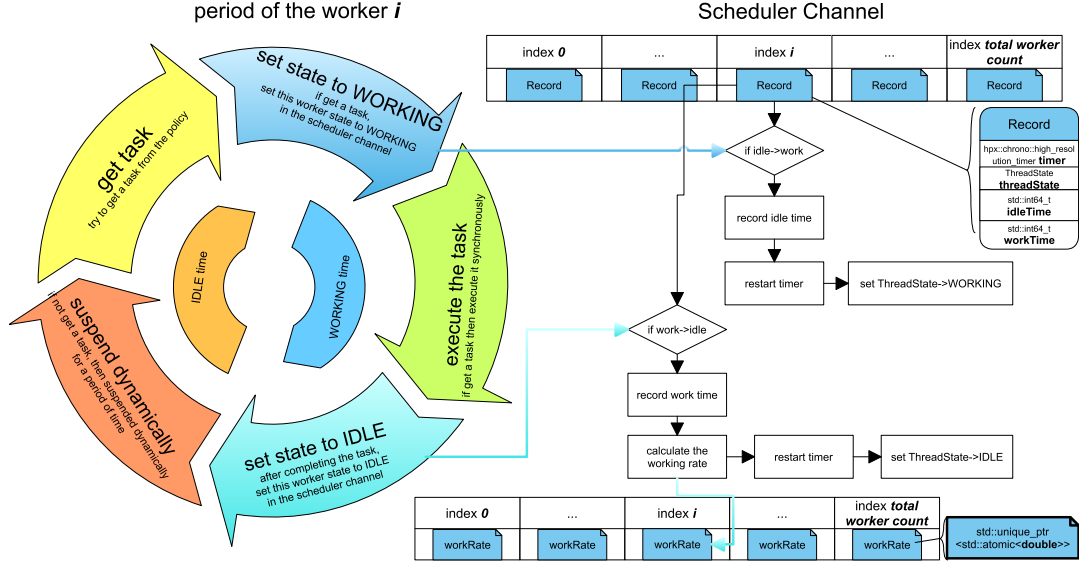 period of the worker i
get task
try to get a task from the policy
set state to WORKING
if get a task,
set this worker state to WORKING
in the scheduler channel
execute the task
if get a task then execute it synchronously
set state to IDLE
after completing the task,
set this worker state to IDLE
in the scheduler channel
suspend dynamically
if not get a task, then suspended dynamically
for a period of time
IDLE time
WORKING time
Scheduler Channel
index 0
...
index i
...
index total worker
count
Record
Record
Record
Record
Record
Record
hpx::chrono::high_resol
ution_timer timer
ThreadState
threadState
std::int64_t
idleTime
std::int64_t
workTime
if idle->work
record idle time
restart timer
set ThreadState->WORKING
if work->idle
record work time
calculate the
working rate
restart timer
set ThreadState->IDLE
index 0
...
index i
...
index total
worker count
workRate
workRate
workRate
workRate
workRate
std::unique_ptr
<std::atomic<double>>